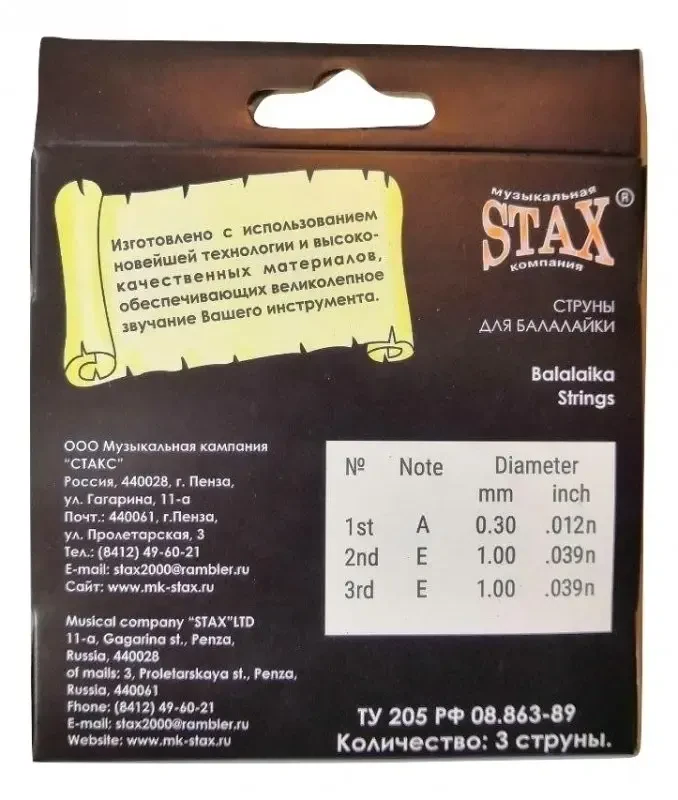 Изготовлено с использованием
новейшей технологии и высоко-
качественных материалов,
обеспечивающих великолепное
звучание Вашего инструмента.
музыкальная
STAX®
компания
СТРУНЫ
ДЛЯ БАЛАЛАЙКИ
Balalaika
Strings
ООО Музыкальная кампания
"СТАКС"
Россия, 440028, г. Пенза,
ул. Гагарина, 11-а
Почт.: 440061, г.Пенза,
ул. Пролетарская, 3
Тел.: (8412) 49-60-21
E-mail: stax2000@rambler.ru
Сайт: www.mk-stax.ru
Musical company "STAX"LTD
11-a, Gagarina st., Penza,
Russia, 440028
of mails: 3, Proletarskaya st., Penza,
Russia, 440061
Fhone: (8412) 49-60-21
E-mail: stax2000@rambler.ru
Website: www.mk-stax.ru
№ Note Diameter
mm inch
1st A 0.30 .012n
2nd E 1.00 .039n
3rd E 1.00 .039n
ТУ 205 РФ 08.863-89
Количество: 3 струны.